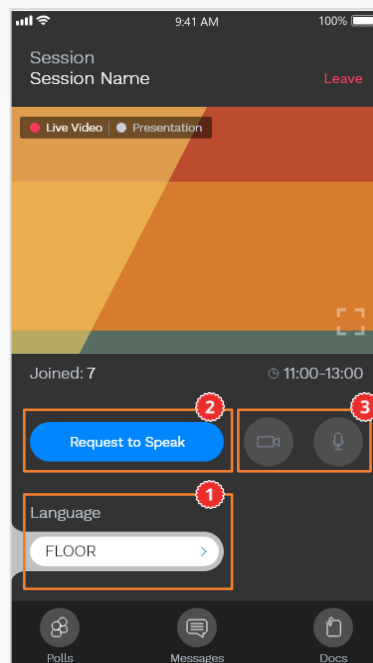 9:41 AM 100%
Session
Session Name Leave
Live Video | Presentation
Joined: 7 11:00-13:00
2 3
Request to Speak
1
Language
FLOOR
Polls Messages Docs